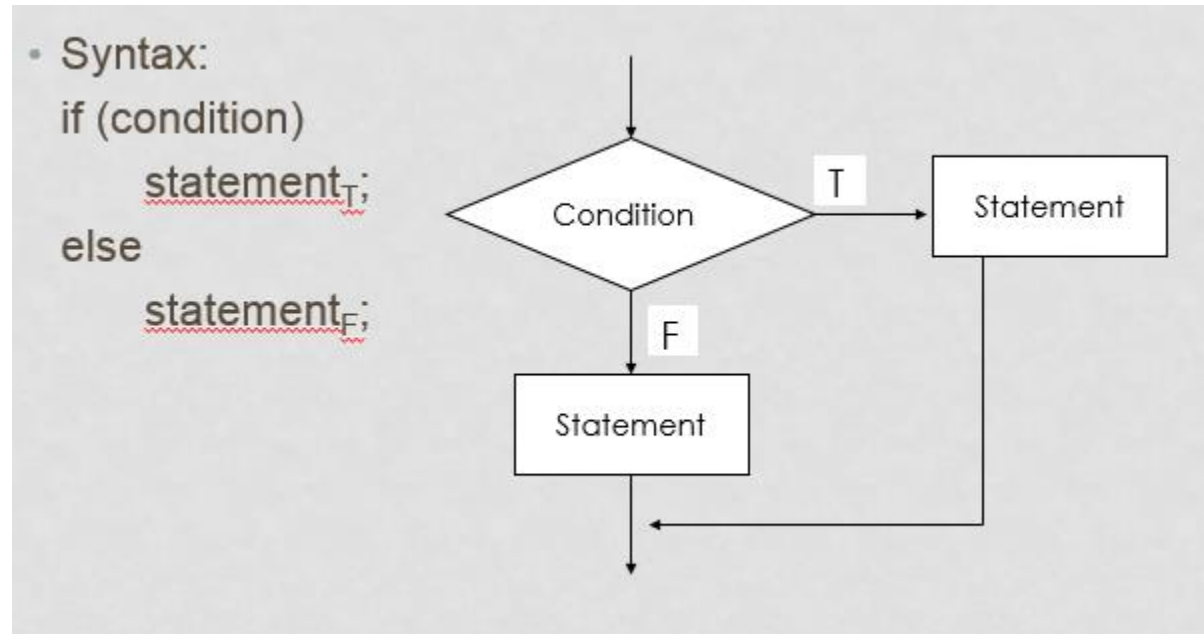 • Syntax:
if (condition)
statementT;
else
statementF;
Condition
T
Statement
F
Statement